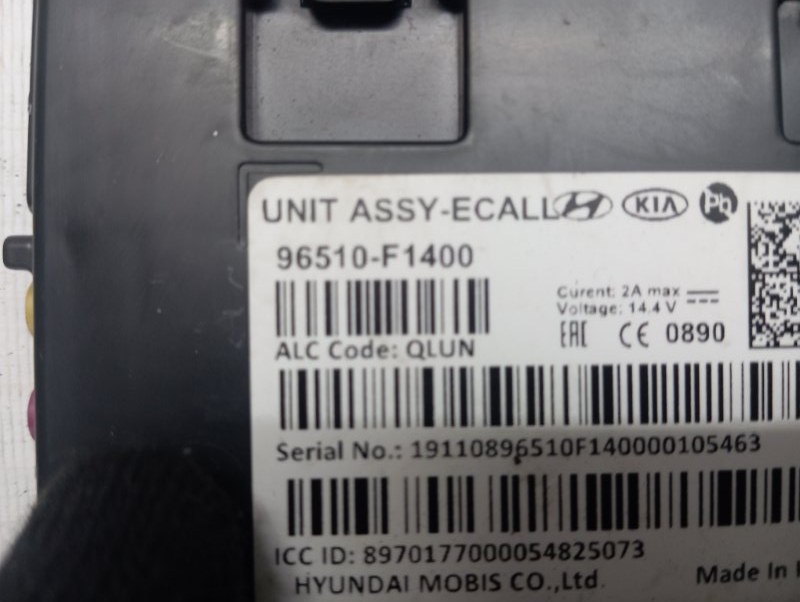 UNIT ASSY-ECALL KIA Pb
96510-F1400
Curent: 2A max
Voltage: 14.4 V
EAC CE 0890
ALC Code: QLUN
Serial No.: 19110896510F140000105463
ICC ID: 8970177000054825073
HYUNDAI MOBIS CO.,Ltd. Made In